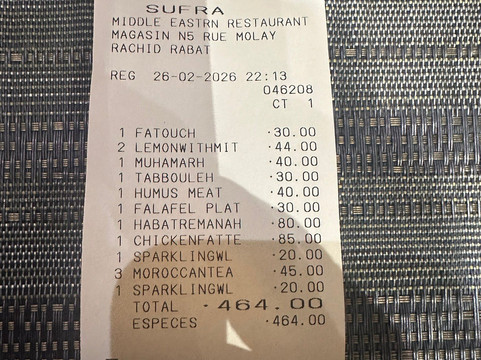 SUFRA
MIDDLE EASTRN RESTAURANT
MAGASIN N5 RUE MOLAY
RACHID RABAT
REG 26-02-2026 22:13
046208
CT 1
1 FATOUCH ·30.00
2 LEMONWITHMIT ·44.00
1 MUHAMARH ·40.00
1 TABBOULEH ·30.00
1 HUMUS MEAT ·40.00
1 FALAFEL PLAT ·30.00
1 HABATREMANAH ·80.00
1 CHICKENFATTE ·85.00
1 SPARKLINGWL ·20.00
3 MOROCCANTEA ·45.00
1 SPARKLINGWL ·20.00
TOTAL ·464.00
ESPECES ·464.00